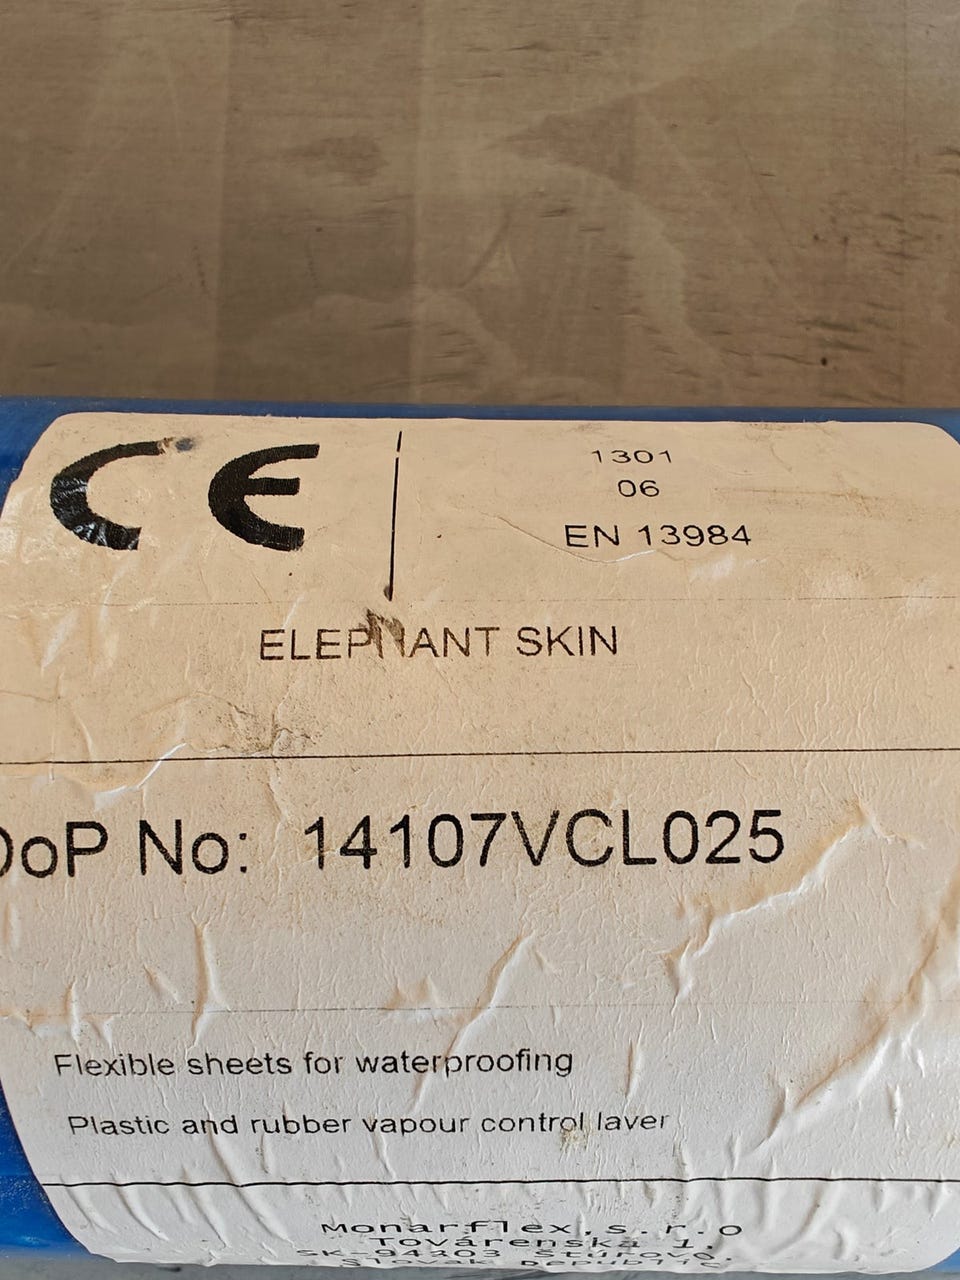 CE
1301
06
EN 13984
ELEPHANT SKIN
DoP No: 14107VCL025
Flexible sheets for waterproofing
Plastic and rubber vapour control layer
Monarflex,s.r.o
Továrenská 1,
SK-94303 Štúrovo,
Slovak Republic